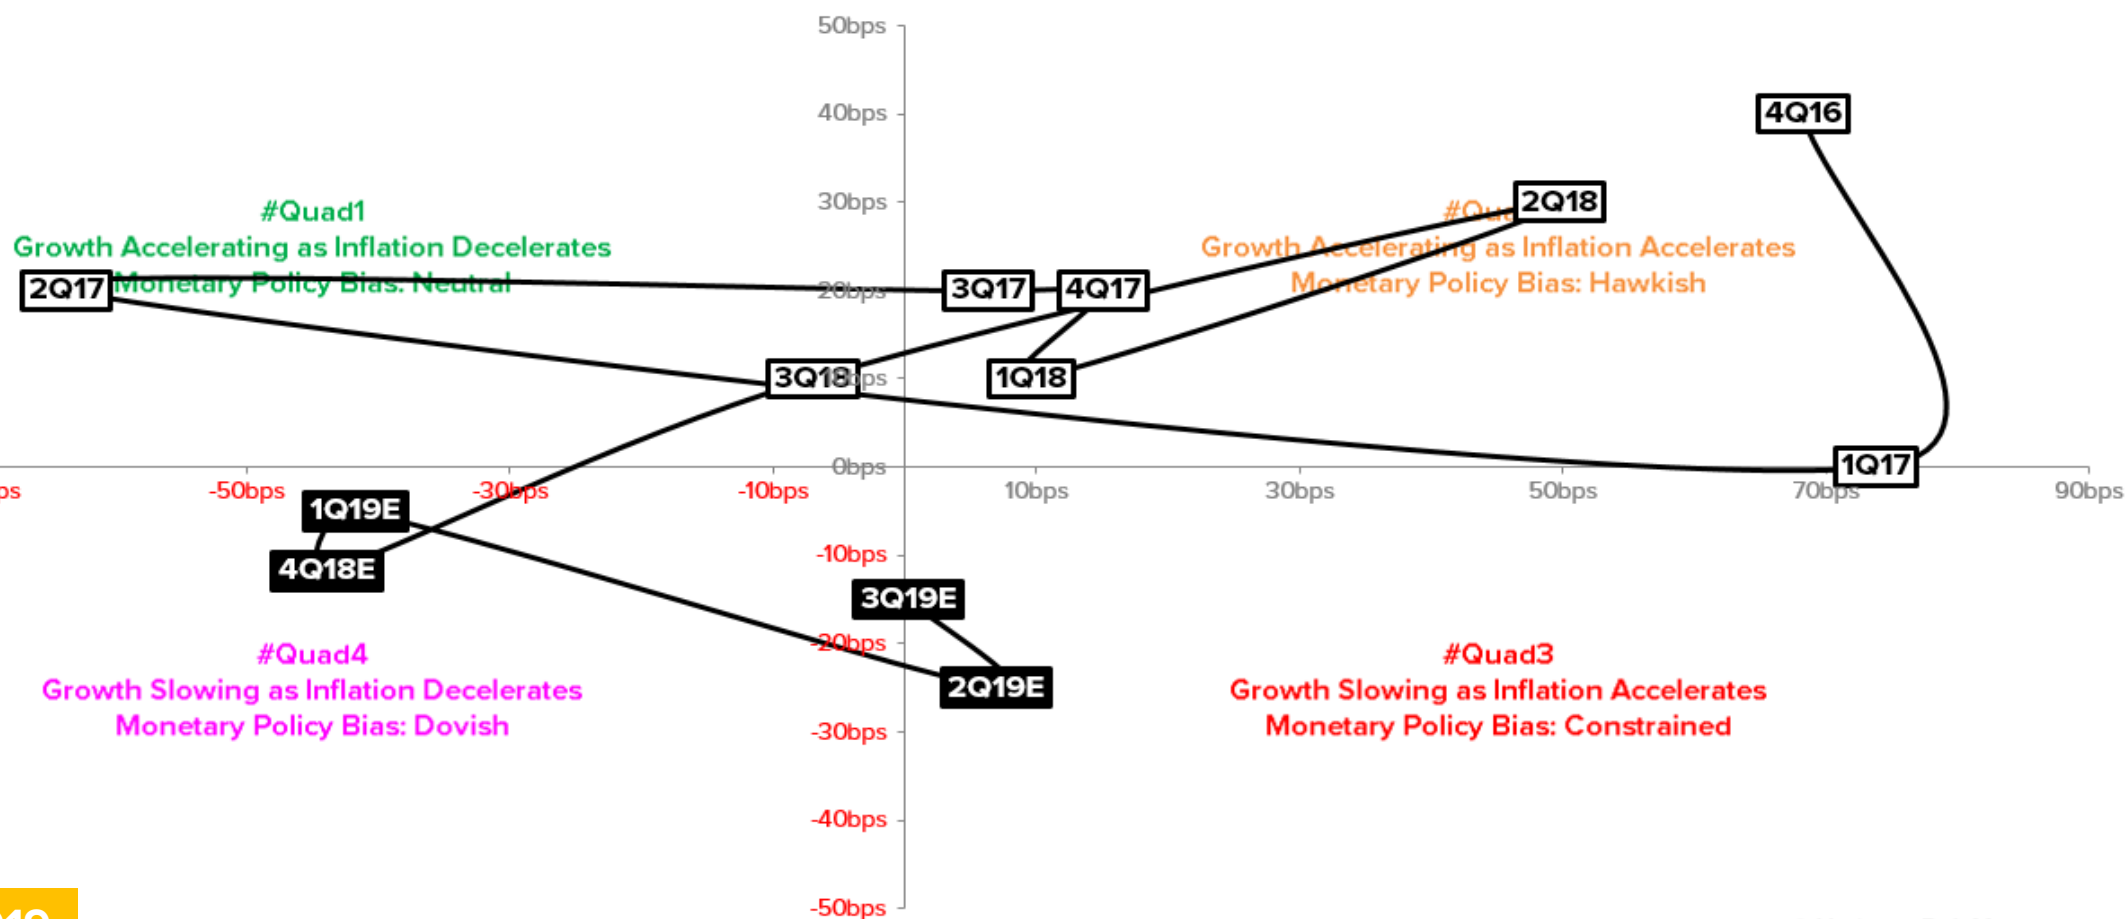 50bps
40bps
4Q16
30bps
2Q18
#Quad1
Growth Accelerating as Inflation Decelerates
Monetary Policy Bias: Neutral
Growth Accelerating as Inflation Accelerates
Monetary Policy Bias: Hawkish
2Q17
20bps
3Q17
4Q17
3Q18
1Q18
0bps
1Q17
-50bps
-30bps
-10bps
10bps
30bps
50bps
70bps
90bps
1Q19E
4Q18E
-10bps
3Q19E
-20bps
2Q19E
#Quad4
Growth Slowing as Inflation Decelerates
Monetary Policy Bias: Dovish
#Quad3
Growth Slowing as Inflation Accelerates
Monetary Policy Bias: Constrained
-30bps
-40bps
-50bps